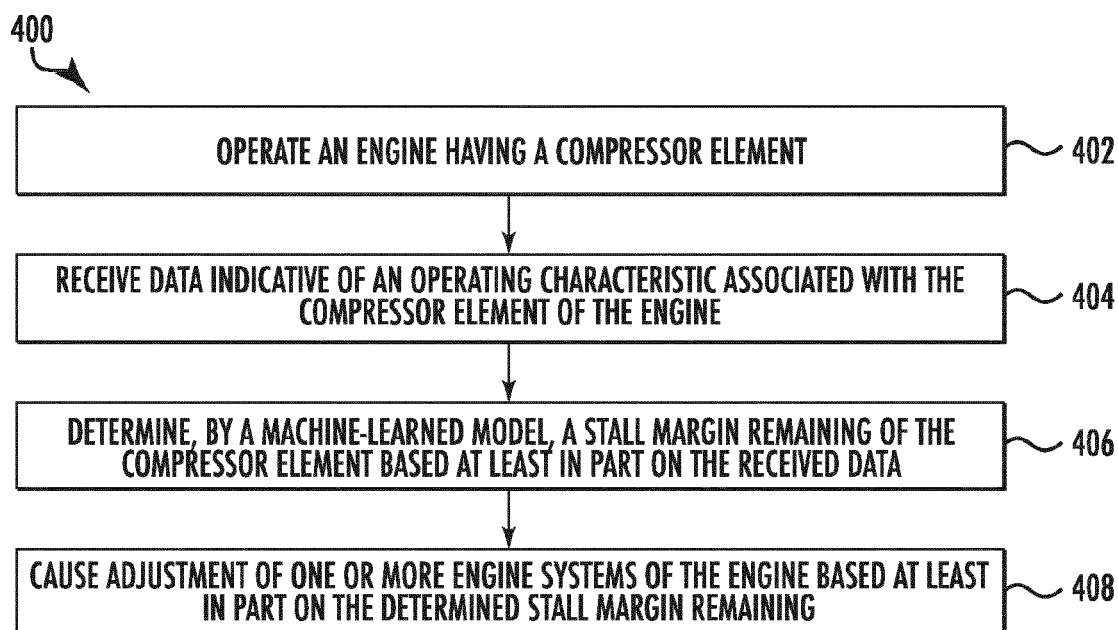 400
OPERATE AN ENGINE HAVING A COMPRESSOR ELEMENT
402
RECEIVE DATA INDICATIVE OF AN OPERATING CHARACTERISTIC ASSOCIATED WITH THE
COMPRESSOR ELEMENT OF THE ENGINE
404
DETERMINE, BY A MACHINE-LEARNED MODEL, A STALL MARGIN REMAINING OF THE
COMPRESSOR ELEMENT BASED AT LEAST IN PART ON THE RECEIVED DATA
406
CAUSE ADJUSTMENT OF ONE OR MORE ENGINE SYSTEMS OF THE ENGINE BASED AT LEAST
IN PART ON THE DETERMINED STALL MARGIN REMAINING
408